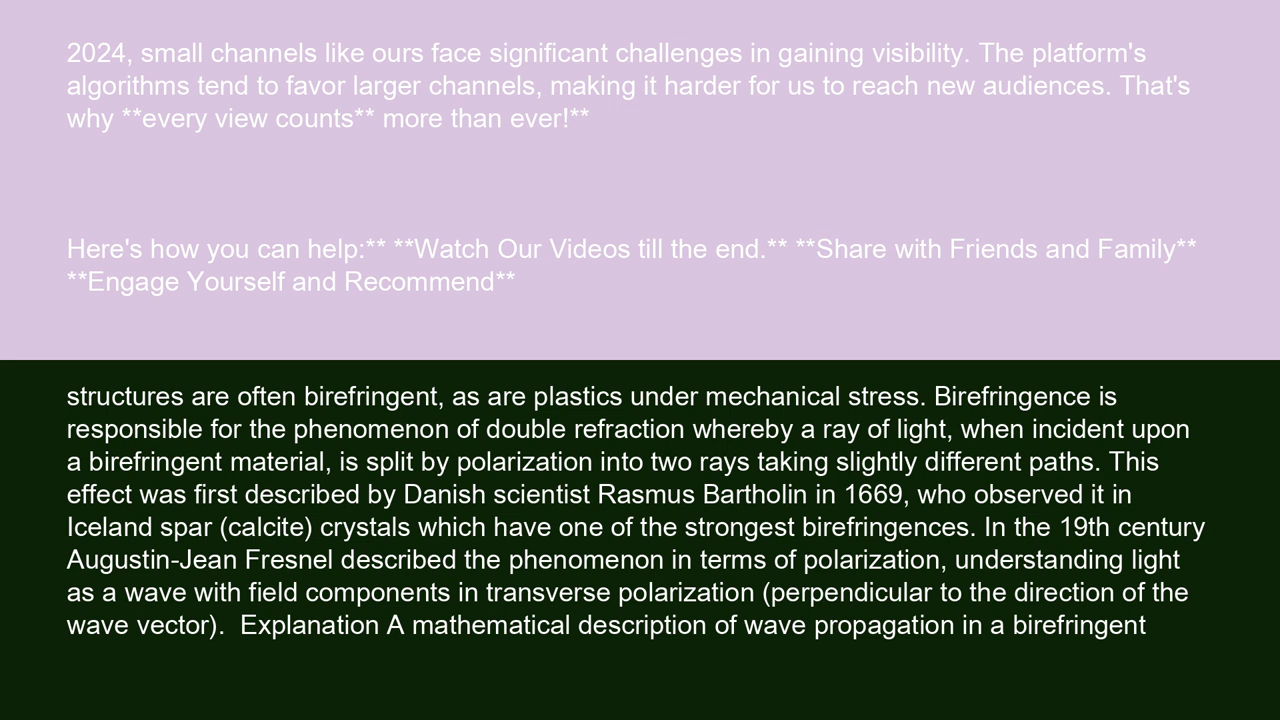 2024, small channels like ours face significant challenges in gaining visibility. The platform's
algorithms tend to favor larger channels, making it harder for us to reach new audiences. That's
why **every view counts** more than ever!**
Here's how you can help:** **Watch Our Videos till the end.** **Share with Friends and Family**
**Engage Yourself and Recommend**
structures are often birefringent, as are plastics under mechanical stress. Birefringence is
responsible for the phenomenon of double refraction whereby a ray of light, when incident upon
a birefringent material, is split by polarization into two rays taking slightly different paths. This
effect was first described by Danish scientist Rasmus Bartholin in 1669, who observed it in
Iceland spar (calcite) crystals which have one of the strongest birefringences. In the 19th century
Augustin-Jean Fresnel described the phenomenon in terms of polarization, understanding light
as a wave with field components in transverse polarization (perpendicular to the direction of the
wave vector).  Explanation A mathematical description of wave propagation in a birefringent